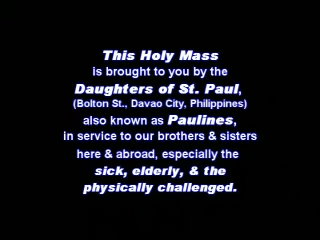 This Holy Mass
is brought to you by the
Daughters of St. Paul,
(Bolton St., Davao City, Philippines)
also known as Paulines,
in service to our brothers & sisters
here & abroad, especially the
sick, elderly, & the
physically challenged.